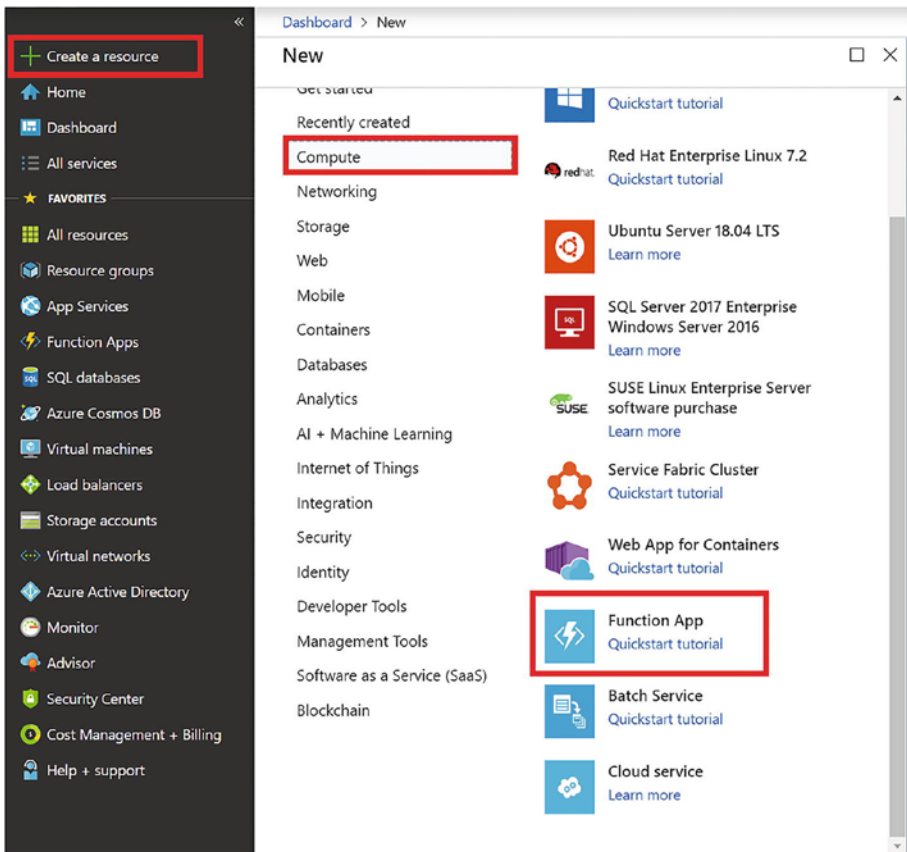 «
Create a resource
Home
Dashboard
All services
FAVORITES
All resources
Resource groups
App Services
Function Apps
SQL
SQL databases
Azure Cosmos DB
Virtual machines
Load balancers
Storage accounts
Virtual networks
Azure Active Directory
Monitor
Advisor
Security Center
Cost Management + Billing
Help + support
Dashboard > New
New
Get started
Recently created
Compute
Networking
Storage
Web
Mobile
Containers
Databases
Analytics
AI + Machine Learning
Internet of Things
Integration
Security
Identity
Developer Tools
Management Tools
Software as a Service (SaaS)
Blockchain
Quickstart tutorial
redhat.
Red Hat Enterprise Linux 7.2
Quickstart tutorial
Ubuntu Server 18.04 LTS
Learn more
SQL
SQL Server 2017 Enterprise
Windows Server 2016
Learn more
SUSE
SUSE Linux Enterprise Server
software purchase
Learn more
Service Fabric Cluster
Quickstart tutorial
Web App for Containers
Quickstart tutorial
Function App
Quickstart tutorial
Batch Service
Quickstart tutorial
Cloud service
Learn more